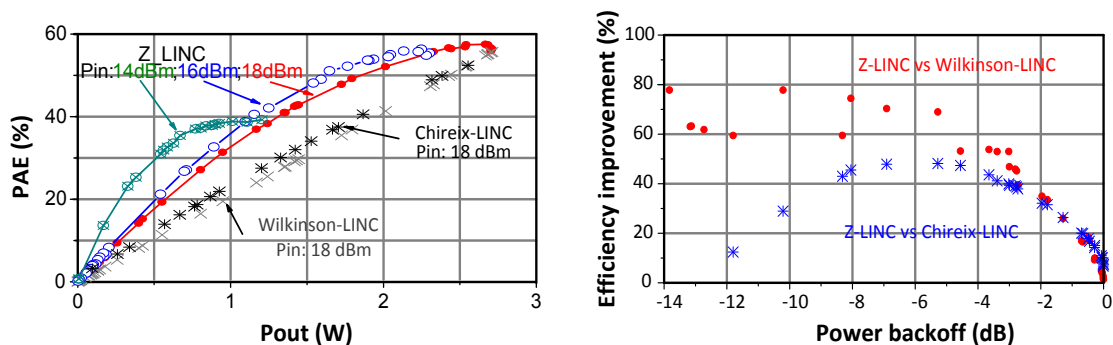 60
40
20
0
PAE (%)
Z_LINC
Pin: 14dBm;16dBm;18dBm
Chireix-LINC
Pin: 18 dBm
Wilkinson-LINC
Pin: 18 dBm
0 1 2 3
Pout (W)
100
80
60
40
20
0
Efficiency improvement (%)
Z-LINC vs Wilkinson-LINC
Z-LINC vs Chireix-LINC
-14 -12 -10 -8 -6 -4 -2 0
Power backoff (dB)